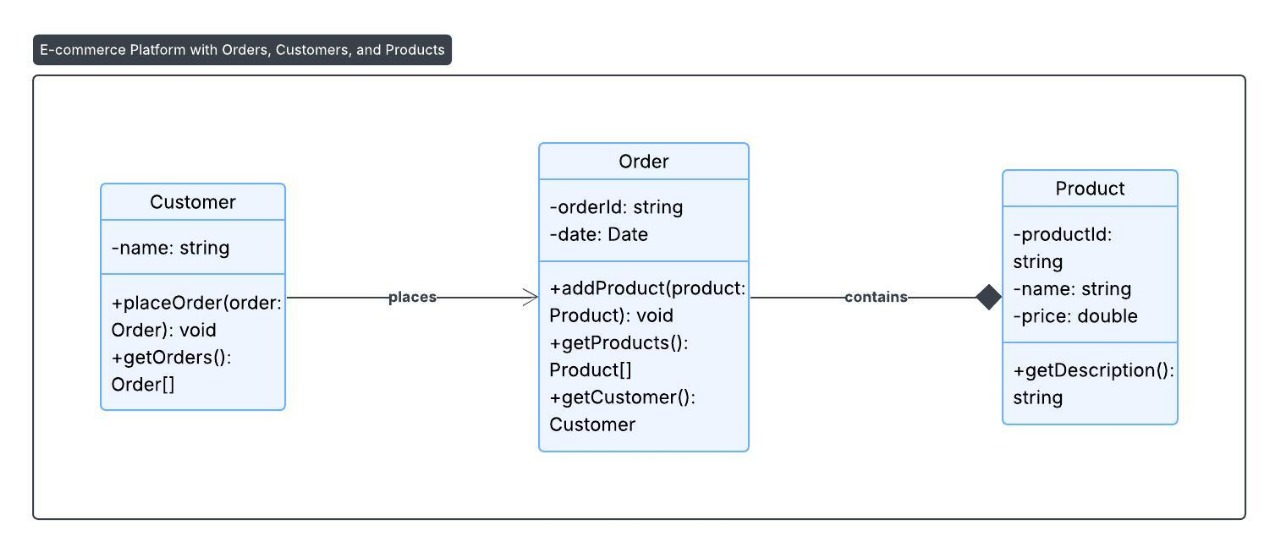 E-commerce Platform with Orders, Customers, and Products
Customer
-name: string
+placeOrder(order:
Order): void
+getOrders():
Order[]
places
Order
-orderId: string
-date: Date
+addProduct(product:
Product): void
+getProducts():
Product[]
+getCustomer():
Customer
contains
Product
-productId:
string
-name: string
-price: double
+getDescription():
string